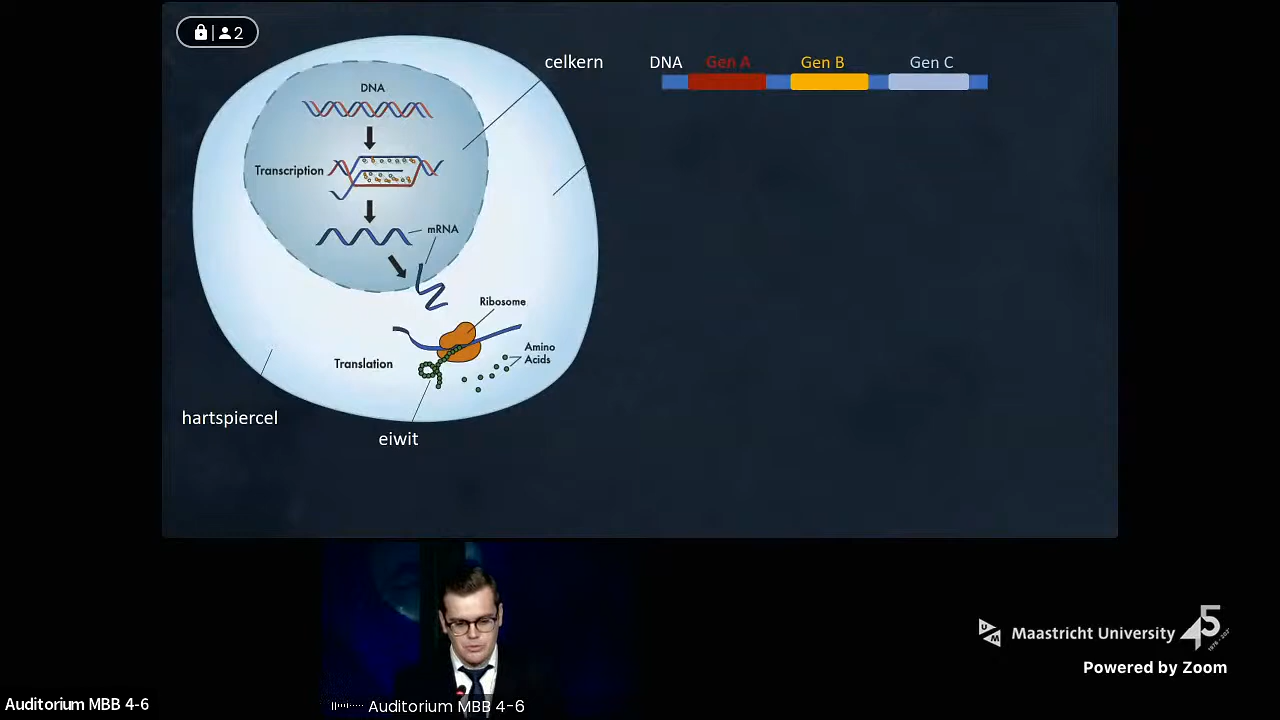 2
celkern
DNA
Gen A
Gen B
Gen C
DNA
Transcription
mRNA
Ribosome
Translation
Amino
Acids
hartspiercel
eiwit
Maastricht University
45
Powered by Zoom
Auditorium MBB 4-6
Auditorium MBB 4-6